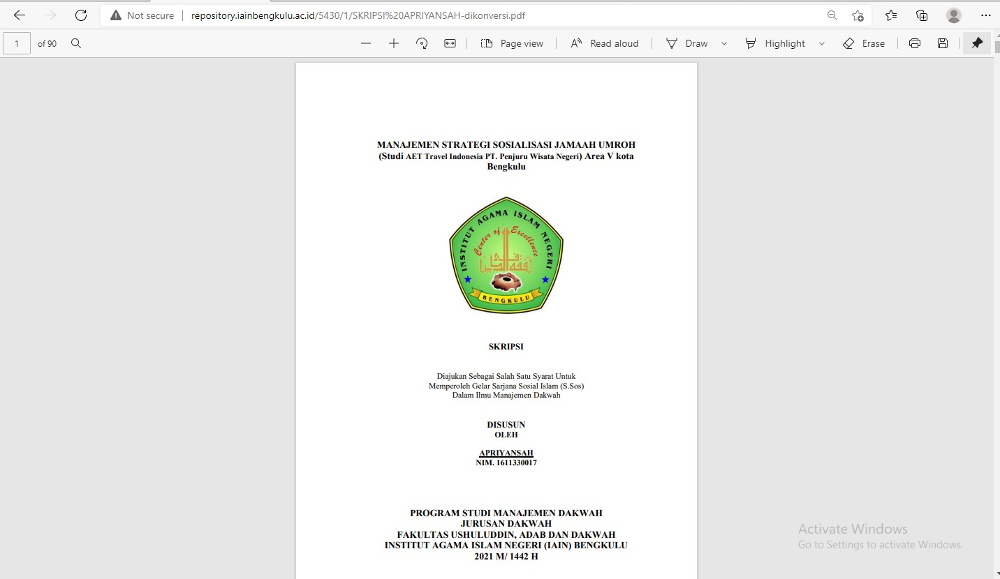 Not secure
repository.iainbengkulu.ac.id/5430/1/SKRIPSI%20APRIYANSAH-dikonversi.pdf
1 of 90
Page view
Read aloud
Draw
Highlight
Erase
MANAJEMEN STRATEGI SOSIALISASI JAMAAH UMROH
(Studi AET Travel Indonesia PT. Penjuru Wisata Negeri) Area V kota
Bengkulu
INSTITUT AGAMA ISLAM NEGERI
Center of Excellence
BENGKULU
SKRIPSI
Diajukan Sebagai Salah Satu Syarat Untuk
Memperoleh Gelar Sarjana Sosial Islam (S.Sos)
Dalam Ilmu Manajemen Dakwah
DISUSUN
OLEH
APRIYANSAH
NIM. 1611330017
PROGRAM STUDI MANAJEMEN DAKWAH
JURUSAN DAKWAH
FAKULTAS USHULUDDIN, ADAB DAN DAKWAH
INSTITUT AGAMA ISLAM NEGERI (IAIN) BENGKULU
2021 M/ 1442 H
Activate Windows
Go to Settings to activate Windows.